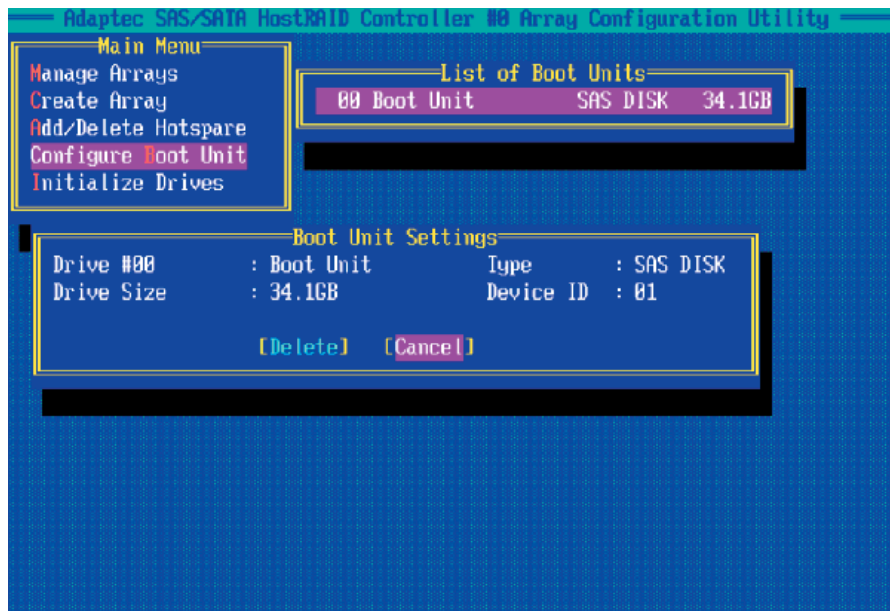 Adaptec SAS/SATA HostRAID Controller #0 Array Configuration Utility
Main Menu
Manage Arrays
Create Array
Add/Delete Hotspare
Configure Boot Unit
Initialize Drives
List of Boot Units
00 Boot Unit SAS DISK 34.1GB
Boot Unit Settings
Drive #00 : Boot Unit Type : SAS DISK
Drive Size : 34.1GB Device ID : 01
[Delete] [Cancel]